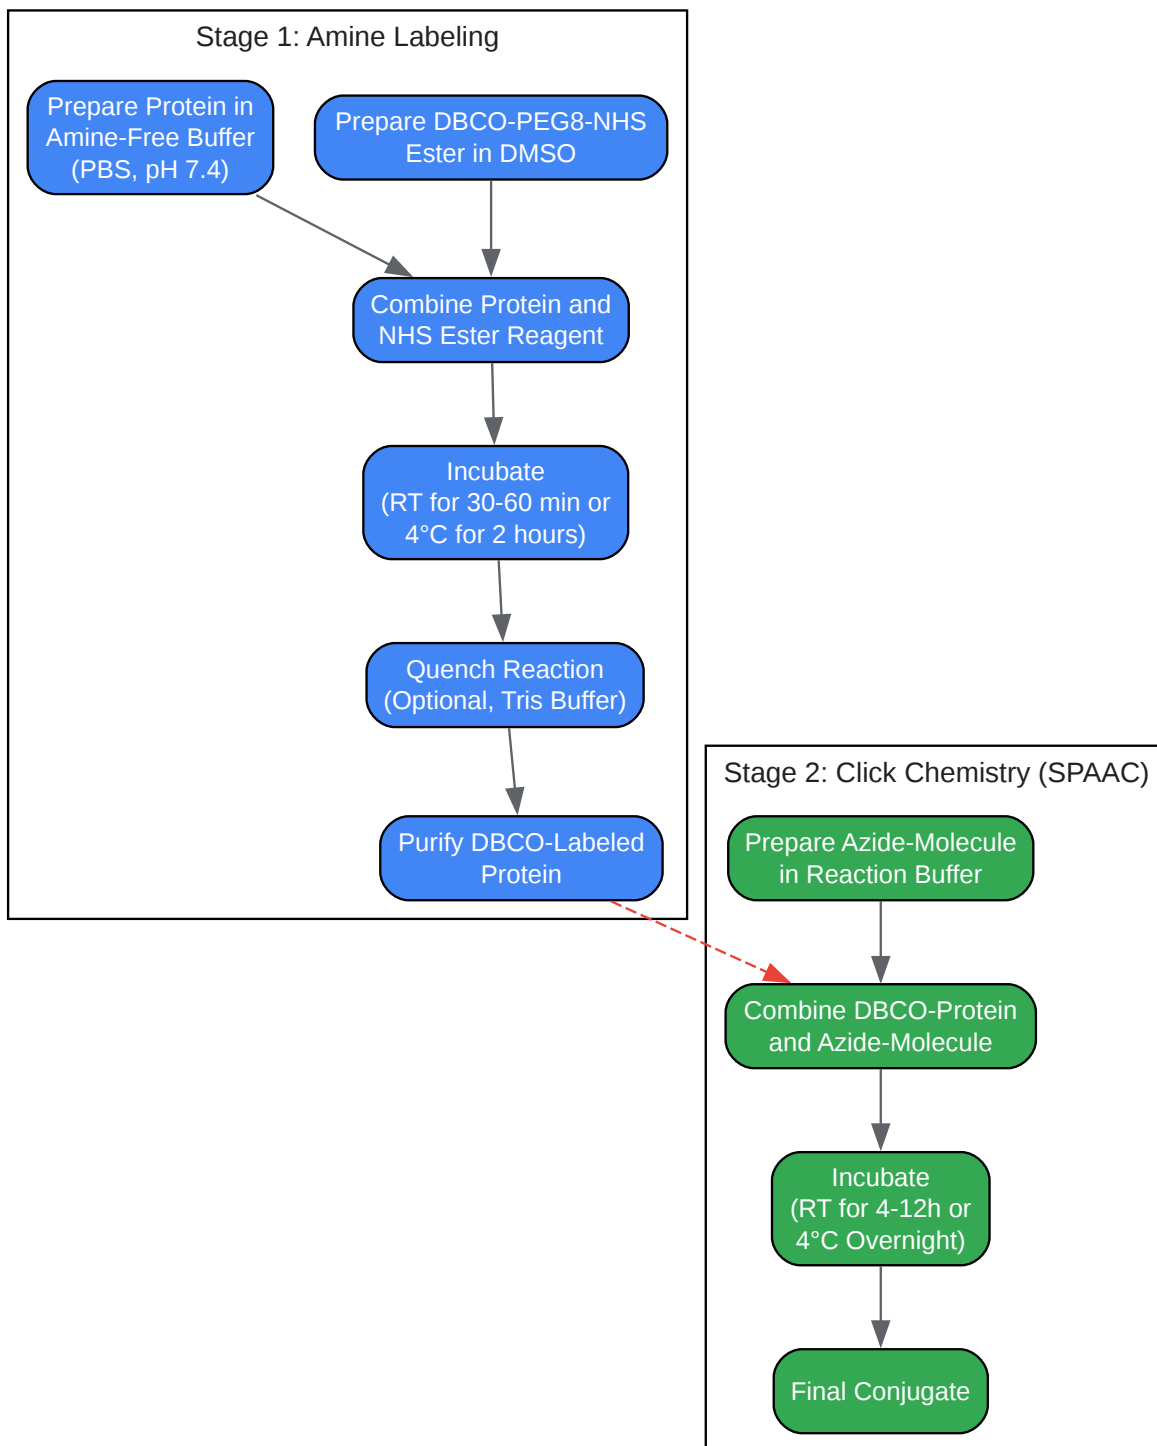 Stage 1: Amine Labeling
Prepare Protein in
Amine-Free Buffer
(PBS, pH 7.4)
Prepare DBCO-PEG8-NHS
Ester in DMSO
Combine Protein and
NHS Ester Reagent
Incubate
(RT for 30-60 min or
4°C for 2 hours)
Quench Reaction
(Optional, Tris Buffer)
Purify DBCO-Labeled
Protein
Stage 2: Click Chemistry (SPAAC)
Prepare Azide-Molecule
in Reaction Buffer
Combine DBCO-Protein
and Azide-Molecule
Incubate
(RT for 4-12h or
4°C Overnight)
Final Conjugate